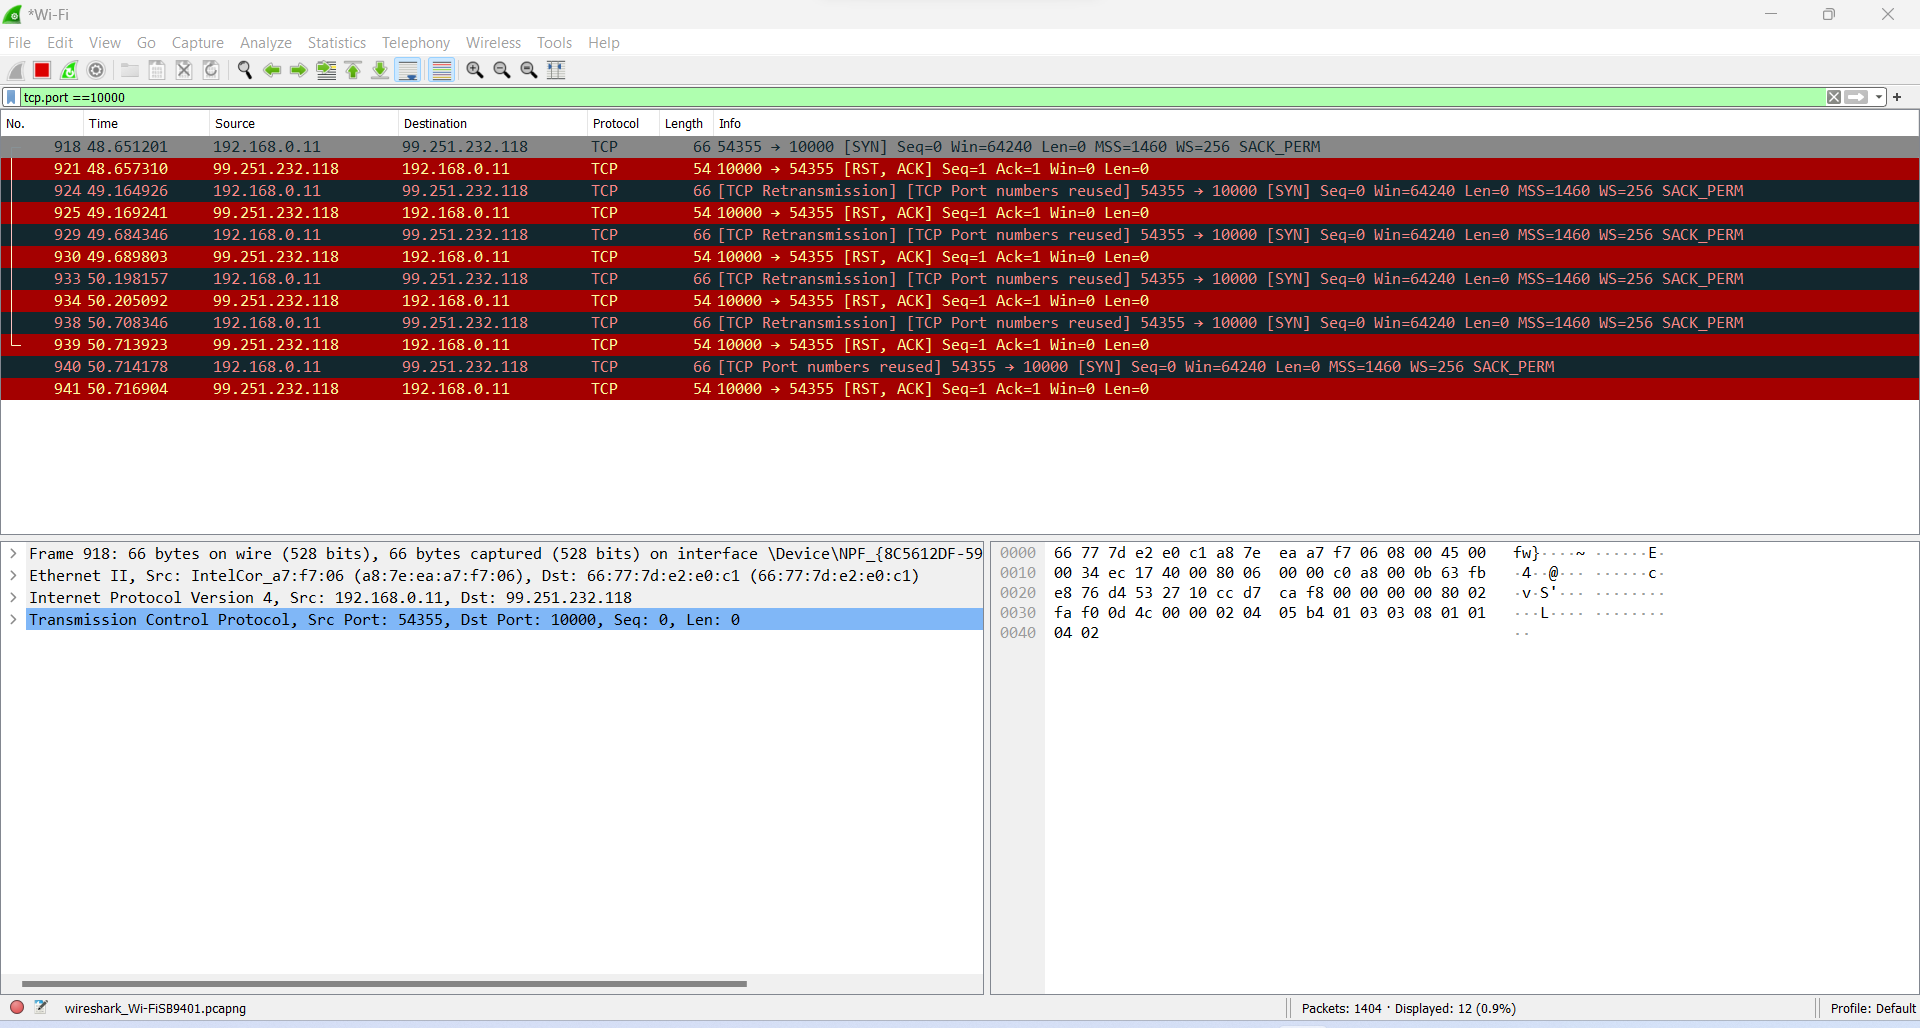 *Wi-Fi
File Edit View Go Capture Analyze Statistics Telephony Wireless Tools Help
tcp.port ==10000
No. Time Source Destination Protocol Length Info
918 48.651201 192.168.0.11 99.251.232.118 TCP 66 54355 → 10000 [SYN] Seq=0 Win=64240 Len=0 MSS=1460 WS=256 SACK_PERM
921 48.657310 99.251.232.118 192.168.0.11 TCP 54 10000 → 54355 [RST, ACK] Seq=1 Ack=1 Win=0 Len=0
924 49.164926 192.168.0.11 99.251.232.118 TCP 66 [TCP Retransmission] [TCP Port numbers reused] 54355 → 10000 [SYN] Seq=0 Win=64240 Len=0 MSS=1460 WS=256 SACK_PERM
925 49.169241 99.251.232.118 192.168.0.11 TCP 54 10000 → 54355 [RST, ACK] Seq=1 Ack=1 Win=0 Len=0
929 49.684346 192.168.0.11 99.251.232.118 TCP 66 [TCP Retransmission] [TCP Port numbers reused] 54355 → 10000 [SYN] Seq=0 Win=64240 Len=0 MSS=1460 WS=256 SACK_PERM
930 49.689803 99.251.232.118 192.168.0.11 TCP 54 10000 → 54355 [RST, ACK] Seq=1 Ack=1 Win=0 Len=0
933 50.198157 192.168.0.11 99.251.232.118 TCP 66 [TCP Retransmission] [TCP Port numbers reused] 54355 → 10000 [SYN] Seq=0 Win=64240 Len=0 MSS=1460 WS=256 SACK_PERM
934 50.205092 99.251.232.118 192.168.0.11 TCP 54 10000 → 54355 [RST, ACK] Seq=1 Ack=1 Win=0 Len=0
938 50.708346 192.168.0.11 99.251.232.118 TCP 66 [TCP Retransmission] [TCP Port numbers reused] 54355 → 10000 [SYN] Seq=0 Win=64240 Len=0 MSS=1460 WS=256 SACK_PERM
939 50.713923 99.251.232.118 192.168.0.11 TCP 54 10000 → 54355 [RST, ACK] Seq=1 Ack=1 Win=0 Len=0
940 50.714178 192.168.0.11 99.251.232.118 TCP 66 [TCP Port numbers reused] 54355 → 10000 [SYN] Seq=0 Win=64240 Len=0 MSS=1460 WS=256 SACK_PERM
941 50.716904 99.251.232.118 192.168.0.11 TCP 54 10000 → 54355 [RST, ACK] Seq=1 Ack=1 Win=0 Len=0
Frame 918: 66 bytes on wire (528 bits), 66 bytes captured (528 bits) on interface \Device\NPF_{8C5612DF-59
Ethernet II, Src: IntelCor_a7:f7:06 (a8:7e:ea:a7:f7:06), Dst: 66:77:7d:e2:e0:c1 (66:77:7d:e2:e0:c1)
Internet Protocol Version 4, Src: 192.168.0.11, Dst: 99.251.232.118
Transmission Control Protocol, Src Port: 54355, Dst Port: 10000, Seq: 0, Len: 0
0000 66 77 7d e2 e0 c1 a8 7e ea a7 f7 06 08 00 45 00 fw}····~ ······E·
0010 00 34 ec 17 40 00 80 06 00 00 c0 a8 00 0b 63 fb ·4··@··· ······c·
0020 e8 76 d4 53 27 10 cc d7 ca f8 00 00 00 00 80 02 ·v·S'··· ········
0030 fa f0 0d 4c 00 00 02 04 05 b4 01 03 03 08 01 01 ···L···· ········
0040 04 02 ··
wireshark_Wi-FiSB9401.pcapng
Packets: 1404 · Displayed: 12 (0.9%)
Profile: Default